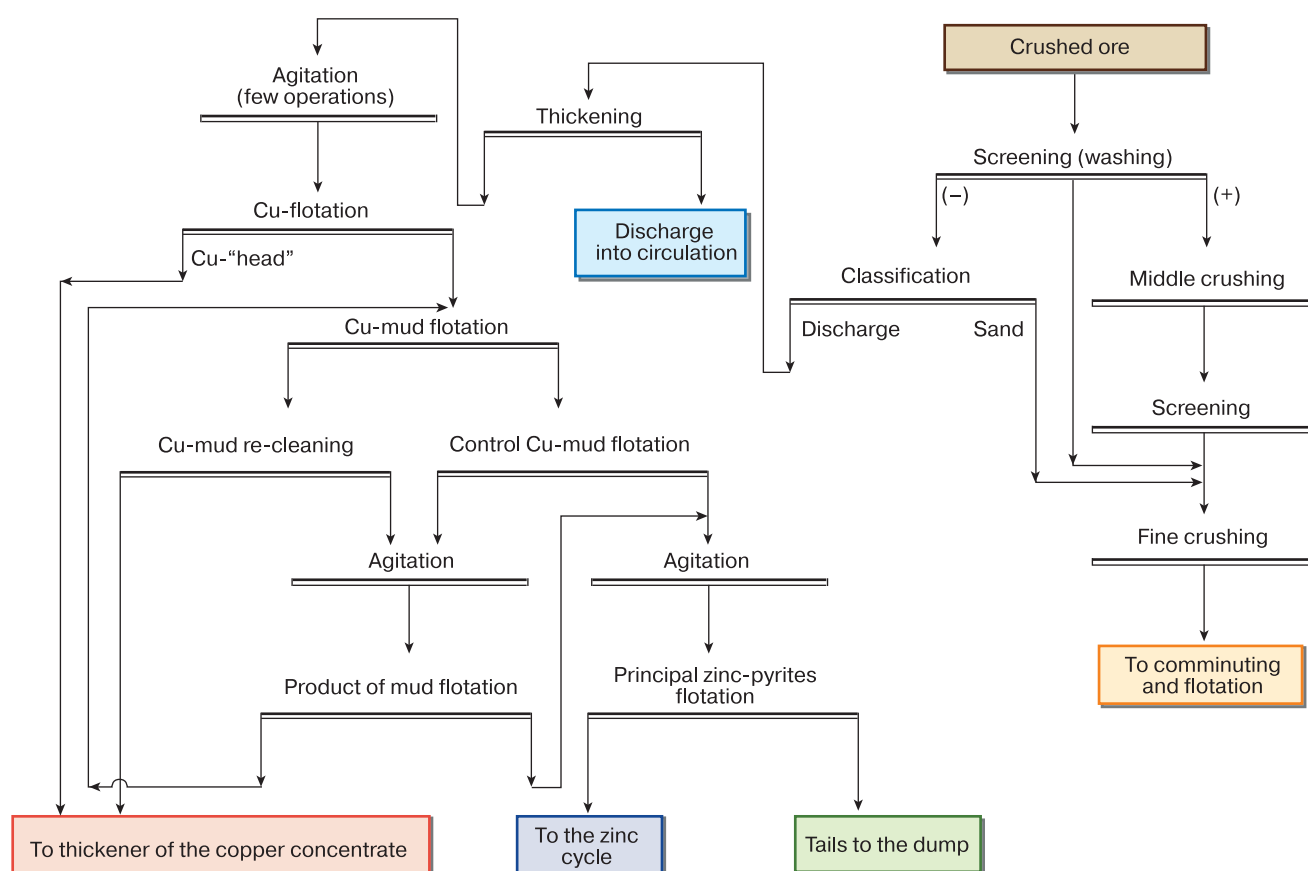 Crushed ore
Agitation
(few operations)
Thickening
Screening (washing)
(–)
(+)
Cu-flotation
Discharge
into circulation
Cu-“head”
Classification
Middle crushing
Cu-mud flotation
Discharge
Sand
Screening
Cu-mud re-cleaning
Control Cu-mud flotation
Fine crushing
Agitation
Agitation
To comminuting
and flotation
Product of mud flotation
Principal zinc-pyrites
flotation
To thickener of the copper concentrate
To the zinc
cycle
Tails to the dump